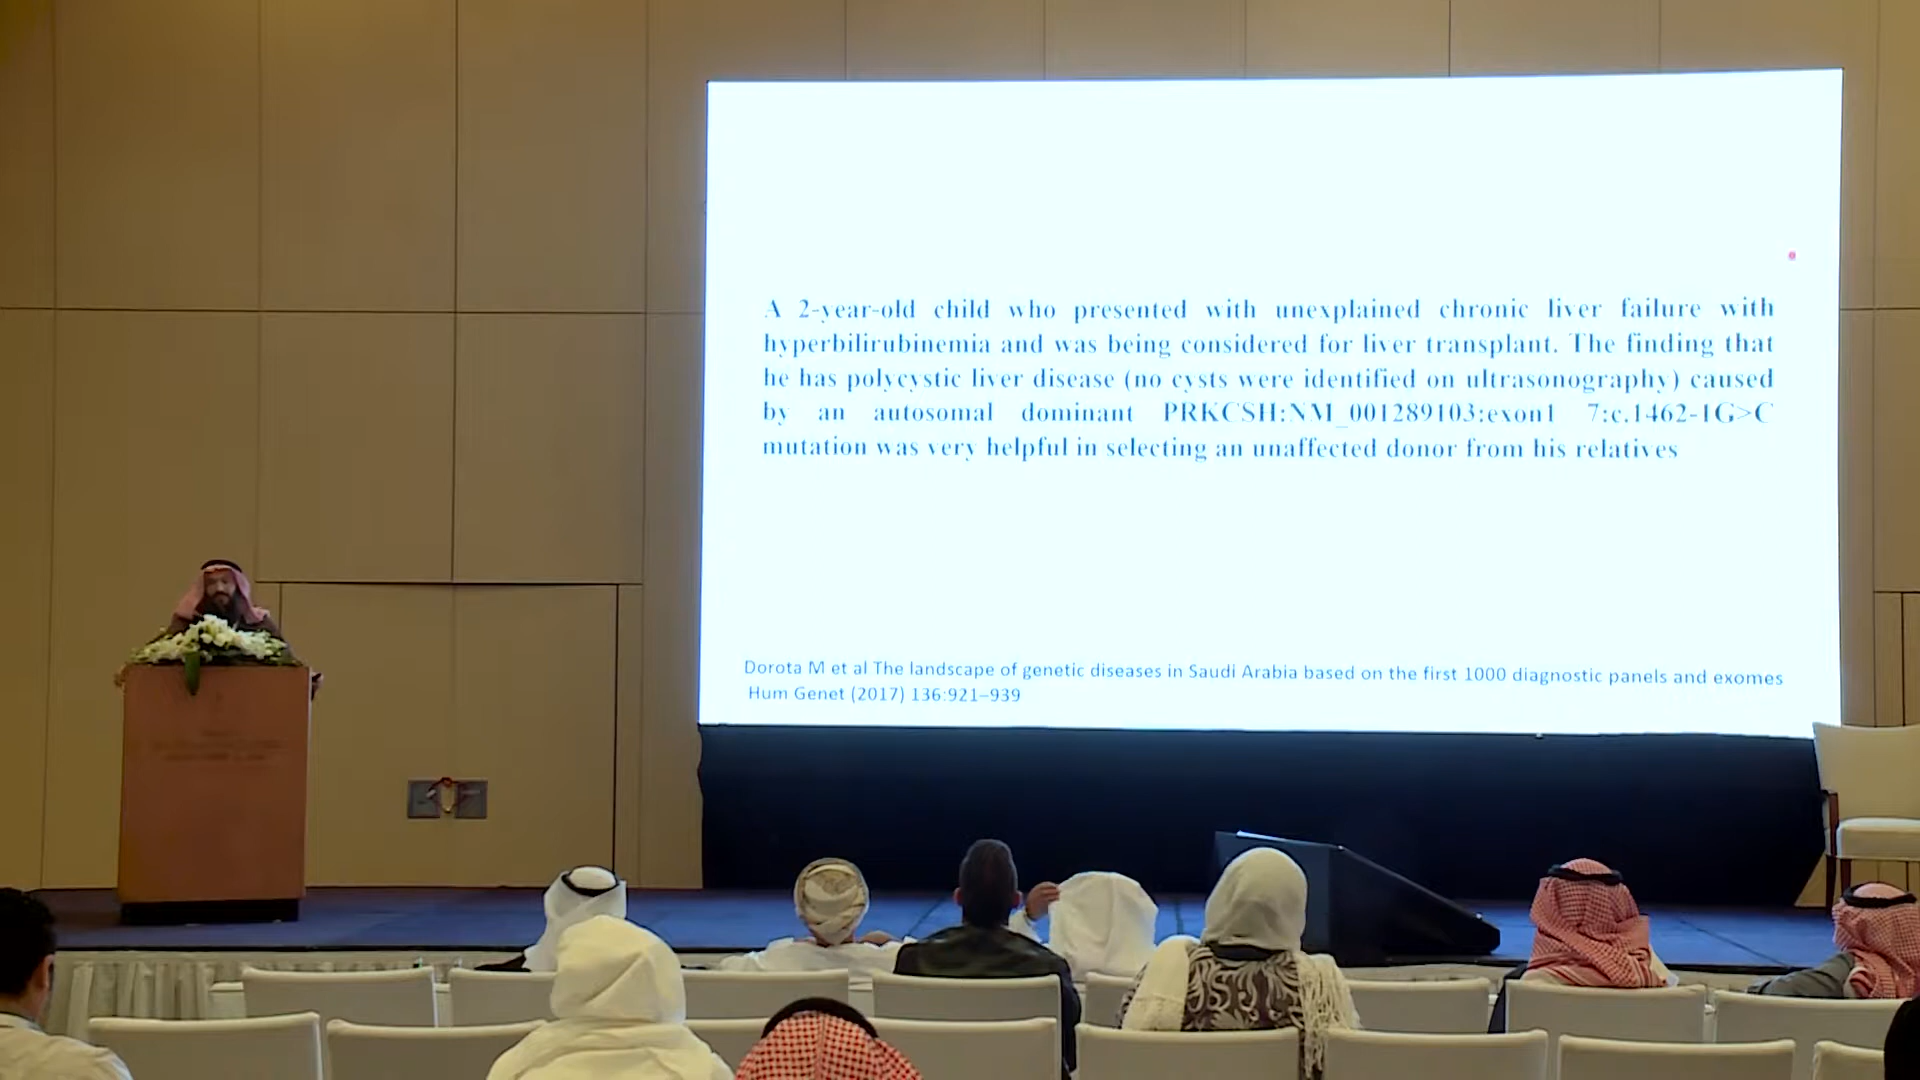 A 2-year-old child who presented with unexplained chronic liver failure with
hyperbilirubinemia and was being considered for liver transplant. The finding that
he has polycystic liver disease (no cysts were identified on ultrasonography) caused
by an autosomal dominant PRKCSH:NM_001289103:exon1 7:c.1462-1G>C
mutation was very helpful in selecting an unaffected donor from his relatives
Dorota M et al The landscape of genetic diseases in Saudi Arabia based on the first 1000 diagnostic panels and exomes
Hum Genet (2017) 136:921–939